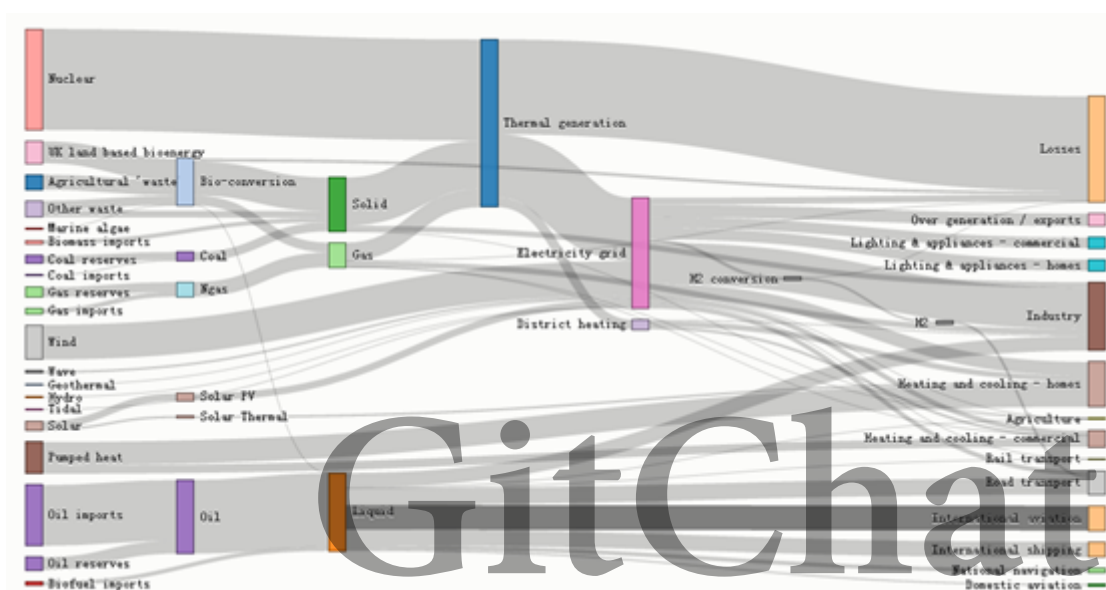 Nuclear
UK land based bioenergy
Agricultural 'waste'
Other waste
Marine algae
Biomass imports
Coal reserves
Coal imports
Gas reserves
Gas imports
Wind
Wave
Geothermal
Hydro
Tidal
Solar
Pumped heat
Oil imports
Oil reserves
Biofuel imports
Bio-conversion
Coal
Ngas
Solar PV
Solar Thermal
Oil
Solid
Gas
Liquid
Thermal generation
Electricity grid
District heating
H2 conversion
H2
Losses
Over generation / exports
Lighting & appliances - commercial
Lighting & appliances - homes
Industry
Heating and cooling - homes
Agriculture
Heating and cooling - commercial
Rail transport
Road transport
International aviation
International shipping
National navigation
Domestic aviation
GitChat